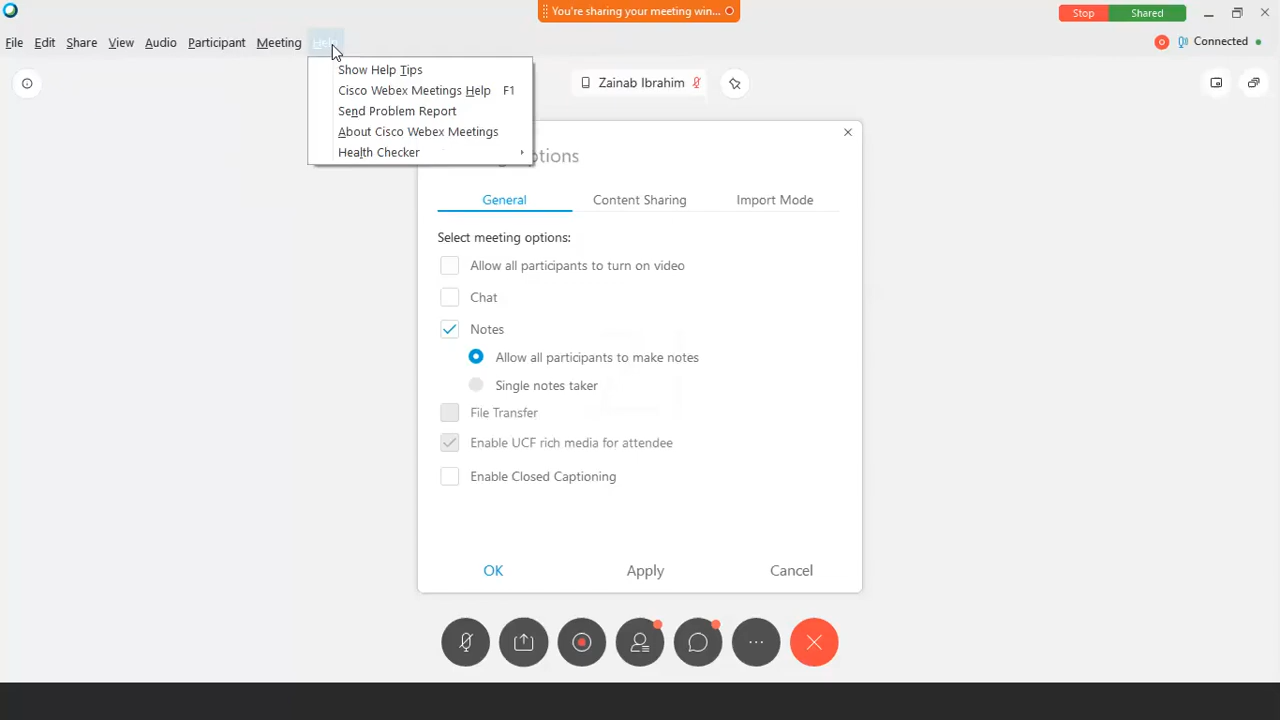 You're sharing your meeting win...
Stop Shared
File Edit Share View Audio Participant Meeting Help
Connected
Show Help Tips
Cisco Webex Meetings Help F1
Send Problem Report
About Cisco Webex Meetings
Health Checker
Zainab Ibrahim
ptions
General Content Sharing Import Mode
Select meeting options:
Allow all participants to turn on video
Chat
Notes
Allow all participants to make notes
Single notes taker
File Transfer
Enable UCF rich media for attendee
Enable Closed Captioning
OK Apply Cancel